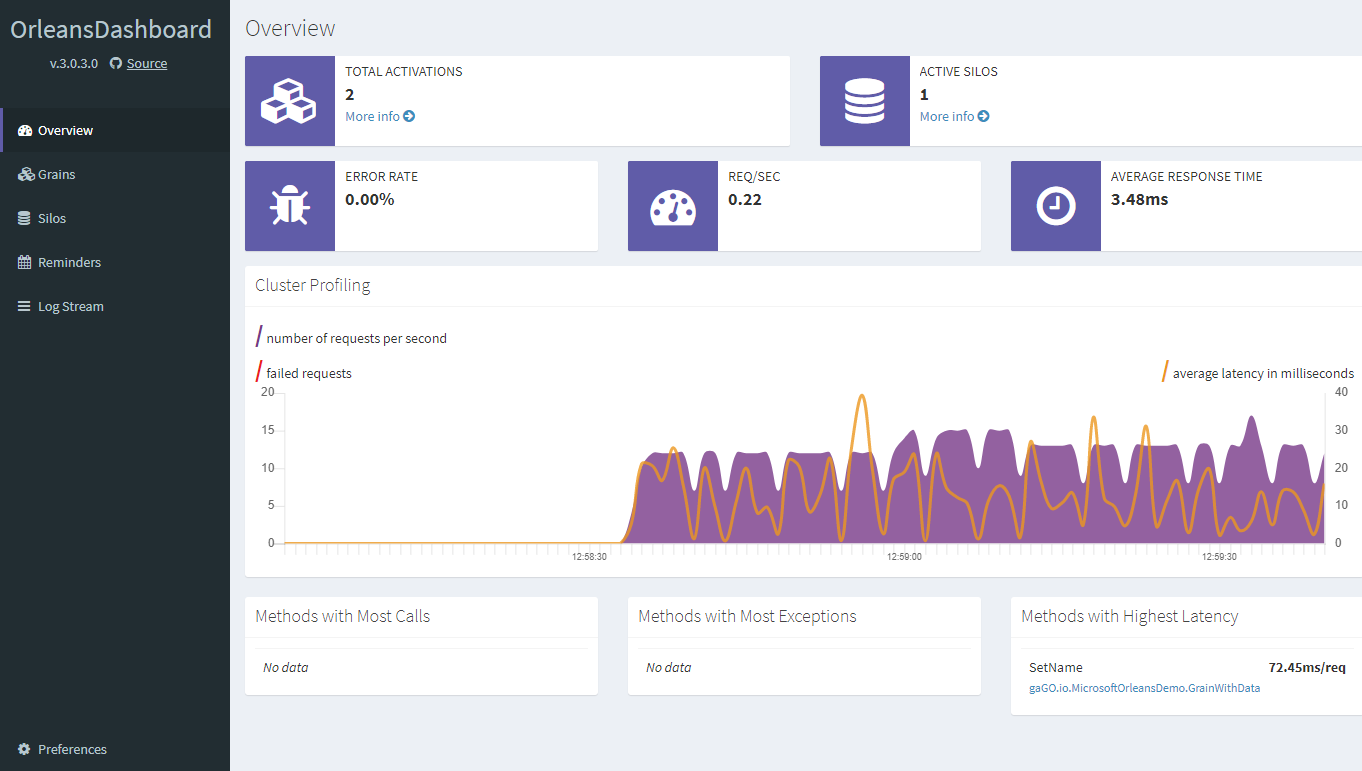 OrleansDashboard
v.3.0.3.0 Source
Overview
Grains
Silos
Reminders
Log Stream
Preferences
Overview
TOTAL ACTIVATIONS
2
More info
ACTIVE SILOS
1
More info
ERROR RATE
0.00%
REQ/SEC
0.22
AVERAGE RESPONSE TIME
3.48ms
Cluster Profiling
number of requests per second
failed requests
average latency in milliseconds
20
15
10
5
0
40
30
20
10
0
12:58:30
12:59:00
12:59:30
Methods with Most Calls
No data
Methods with Most Exceptions
No data
Methods with Highest Latency
SetName 72.45ms/req
gaGO.io.MicrosoftOrleansDemo.GrainWithData